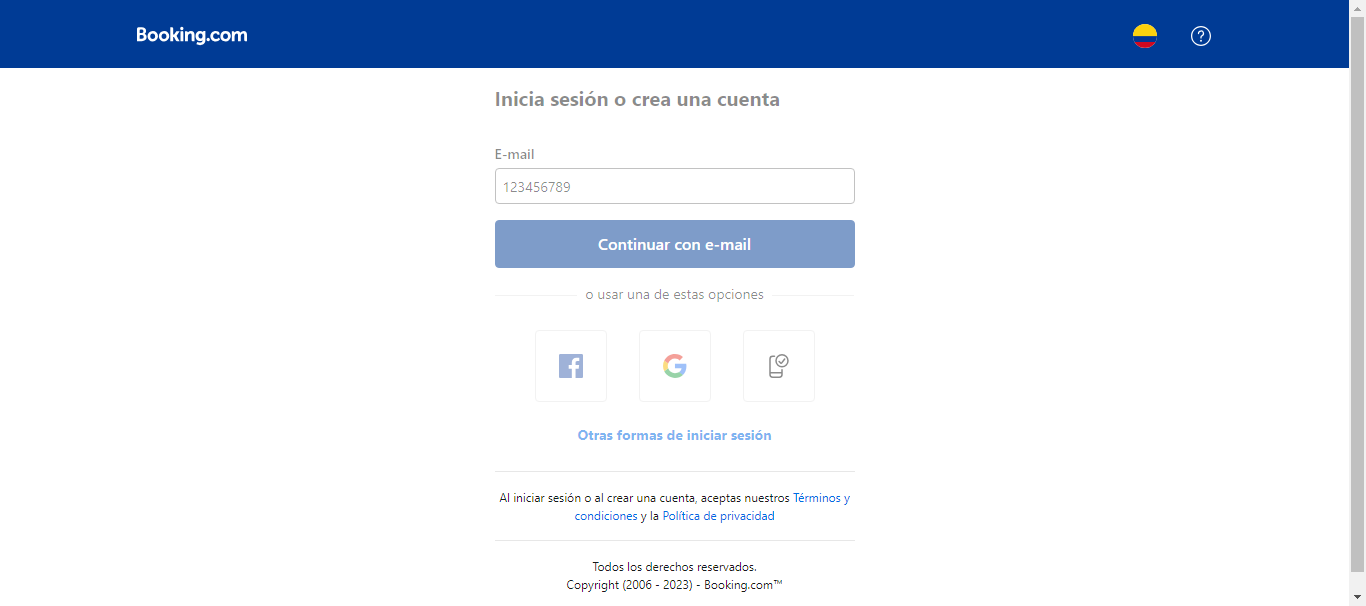 Booking.com
Inicia sesión o crea una cuenta
E-mail
123456789
Continuar con e-mail
o usar una de estas opciones
Otras formas de iniciar sesión
Al iniciar sesión o al crear una cuenta, aceptas nuestros Términos y
condiciones y la Política de privacidad
Todos los derechos reservados.
Copyright (2006 - 2023) - Booking.com™